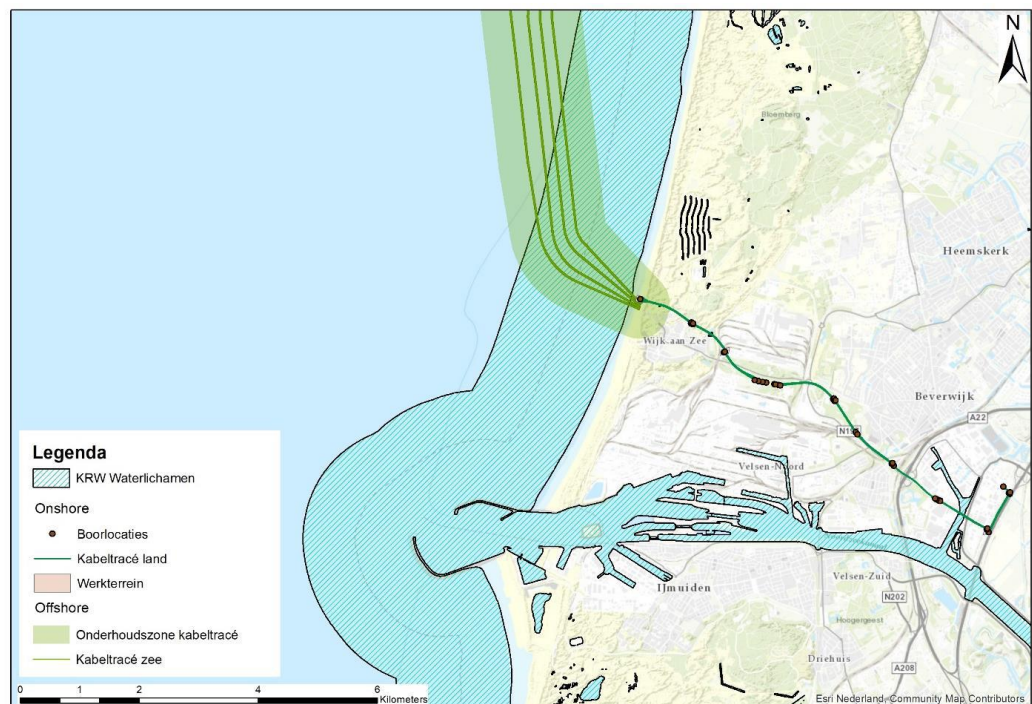 N
Bloemberg
Heemskerk
Wijk aan Zee
Beverwijk
A22
Velsen-Noord
IJmuiden
Velsen-Zuid
N202
Hoogergeest
Driehuis
A208
Legenda
KRW Waterlichamen
Onshore
Boorlocaties
Kabeltracé land
Werkterrein
Offshore
Onderhoudszone kabeltracé
Kabeltracé zee
0 1 2 4 6
Kilometers
Esri Nederland, Community Map Contributors